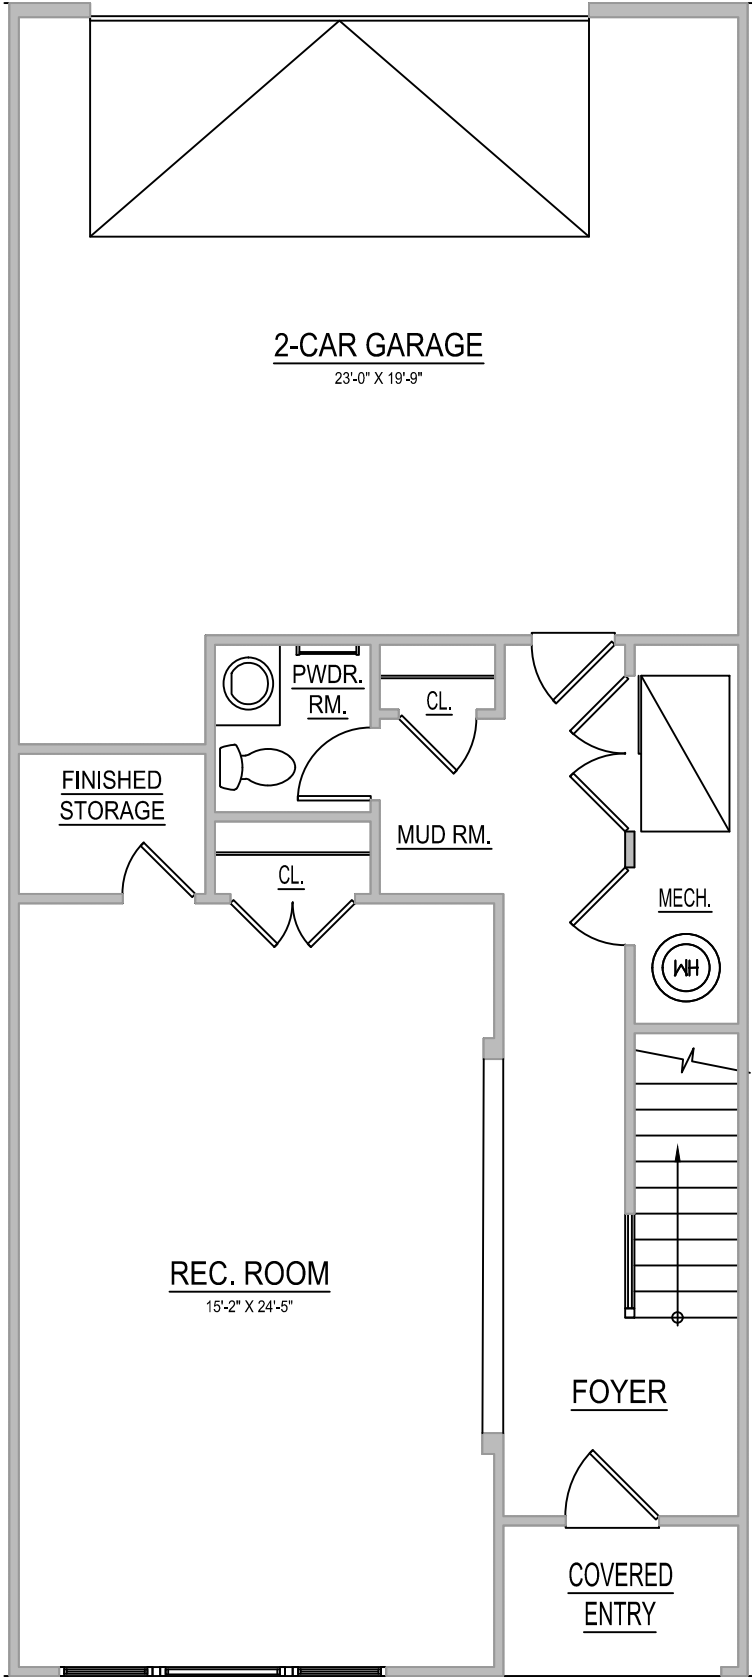 2-CAR GARAGE
23'-0" X 19'-9"
PWDR.
RM.
CL.
FINISHED
STORAGE
MUD RM.
CL.
MECH.
WH
REC. ROOM
15'-2" X 24'-5"
FOYER
COVERED
ENTRY